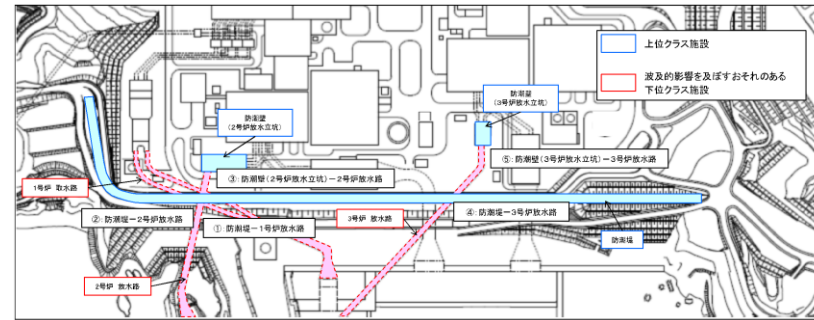 上位クラス施設
波及的影響を及ぼすおそれのある
下位クラス施設
防潮壁
(3号炉放水立坑)
防潮壁
(2号炉放水立坑)
⑤:防潮壁(3号炉放水立坑)ー3号炉放水路
③:防潮壁(2号炉放水立坑)ー2号炉放水路
1号炉 取水路
②:防潮堤ー2号炉放水路
3号炉 放水路
④:防潮堤ー3号炉放水路
①:防潮堤ー1号炉放水路
防潮堤
2号炉 放水路